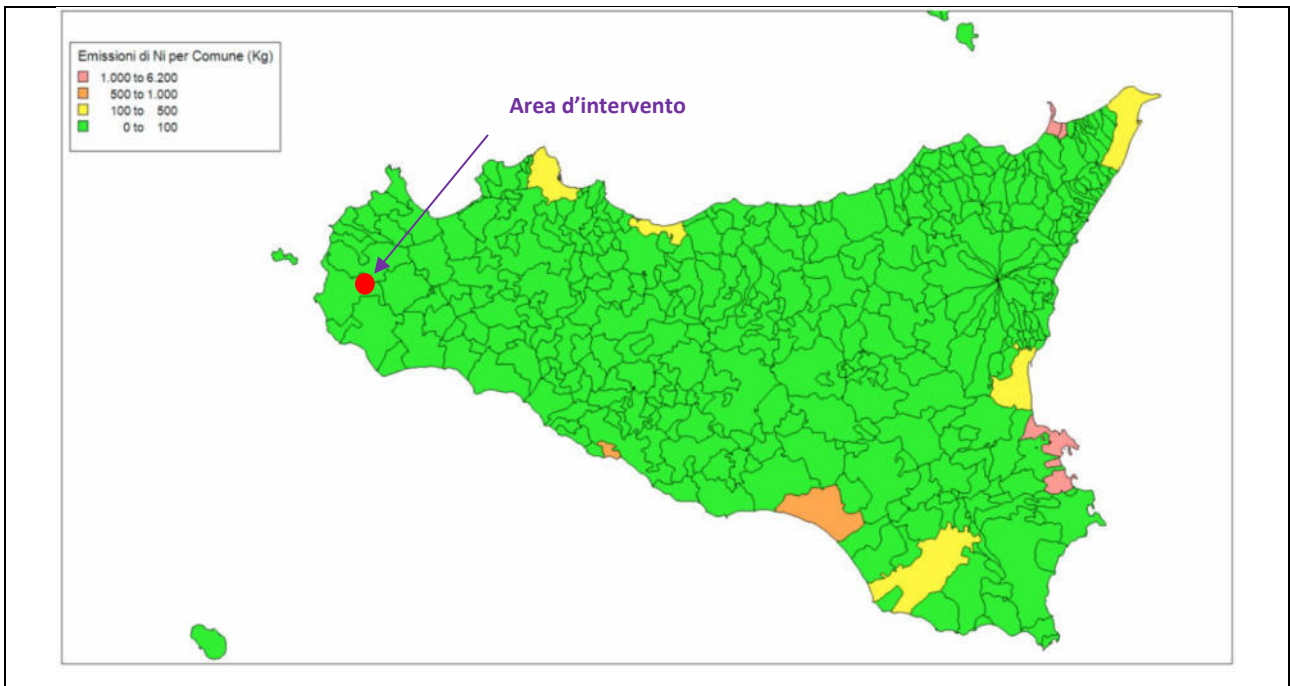 Emissioni di Ni per Comune (Kg)
1.000 to 6.200
500 to 1.000
100 to 500
0 to 100
Area d’intervento